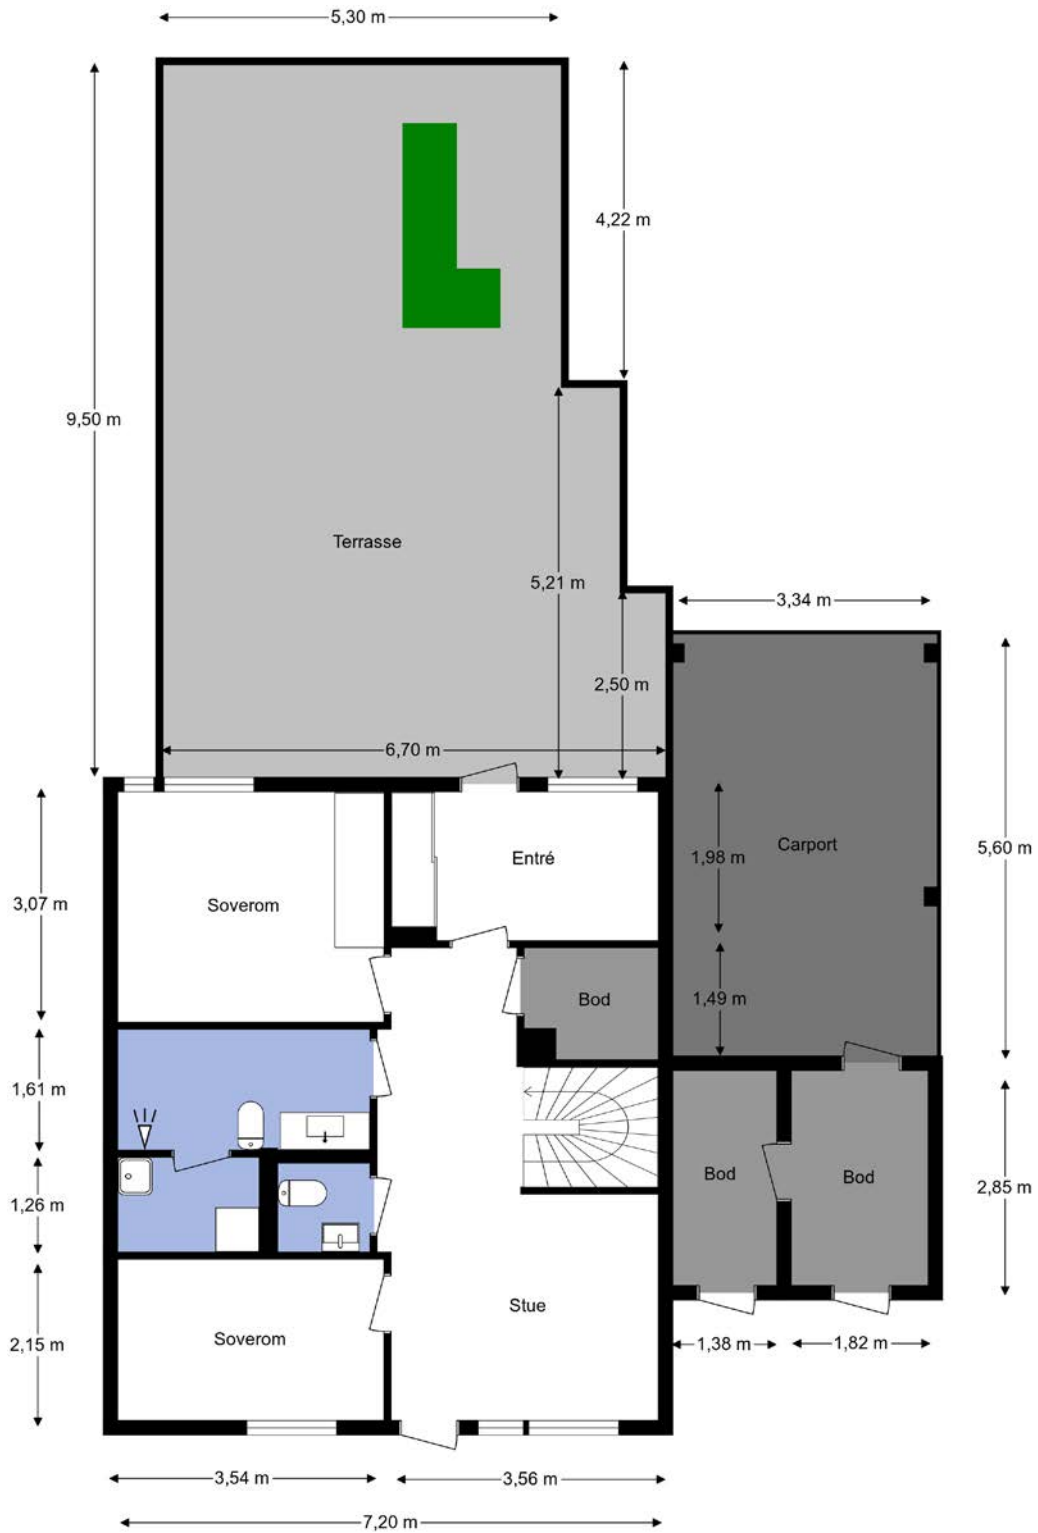 5,30 m
4,22 m
9,50 m
Terrasse
5,21 m
3,34 m
2,50 m
6,70 m
Carport
5,60 m
1,98 m
Entré
3,07 m
Soverom
Bod
1,49 m
1,61 m
Bod
Bod
2,85 m
1,26 m
Stue
Soverom
2,15 m
1,38 m
1,82 m
3,54 m
3,56 m
7,20 m